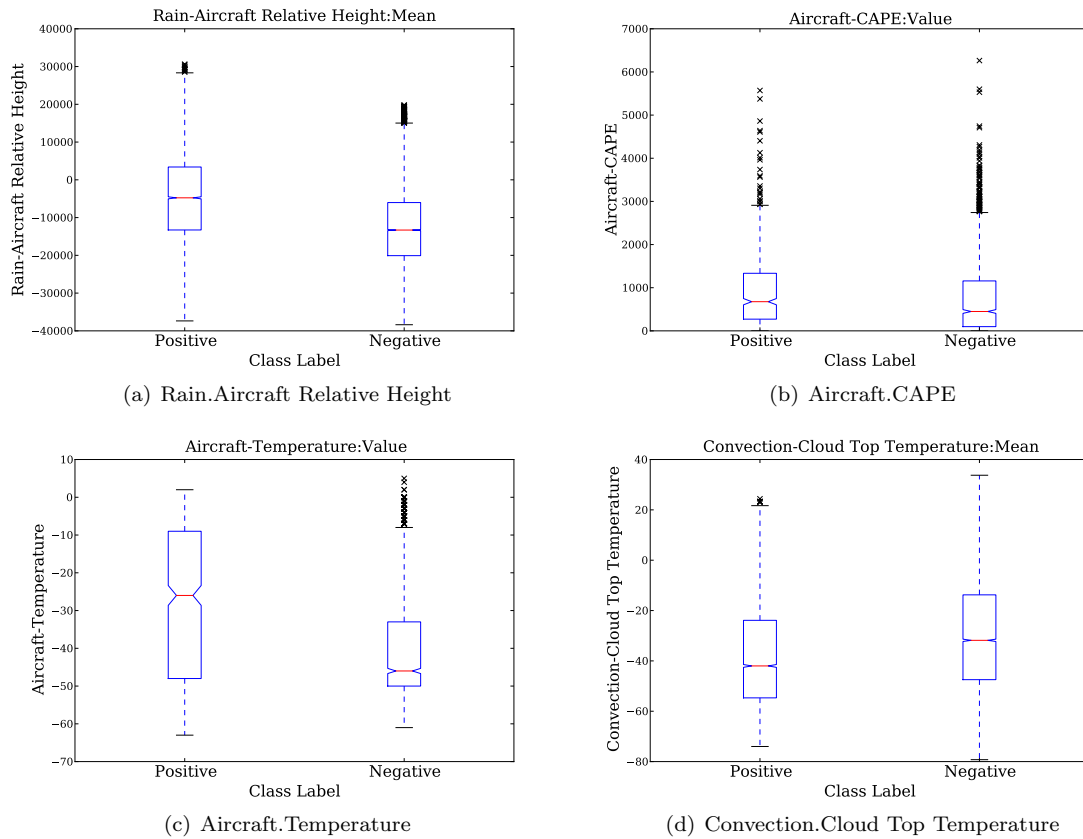 Rain-Aircraft Relative Height:Mean
40000
30000
20000
10000
0
−10000
−20000
−30000
−40000
Rain-Aircraft Relative Height
Positive Negative
Class Label
(a) Rain.Aircraft Relative Height
Aircraft-CAPE:Value
7000
6000
5000
4000
3000
2000
1000
0
Aircraft-CAPE
Positive Negative
Class Label
(b) Aircraft.CAPE
Aircraft-Temperature:Value
10
0
−10
−20
−30
−40
−50
−60
−70
Aircraft-Temperature
Positive Negative
Class Label
(c) Aircraft.Temperature
Convection-Cloud Top Temperature:Mean
40
20
0
−20
−40
−60
−80
Convection-Cloud Top Temperature
Positive Negative
Class Label
(d) Convection.Cloud Top Temperature